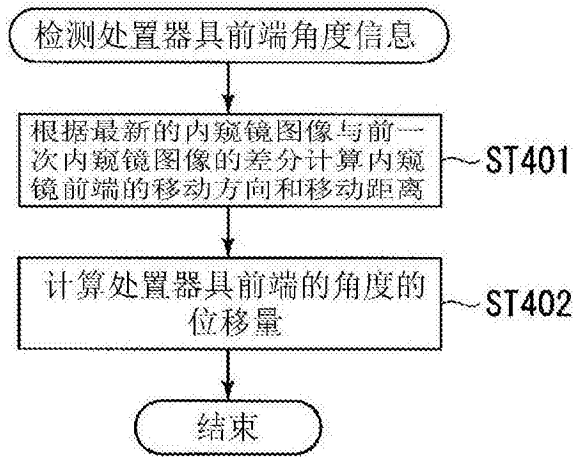 检测处置器具前端角度信息
根据最新的内窥镜图像与前一
次内窥镜图像的差分计算内窥
镜前端的移动方向和移动距离
ST401
计算处置器具前端的角度的
位移量
ST402
结束